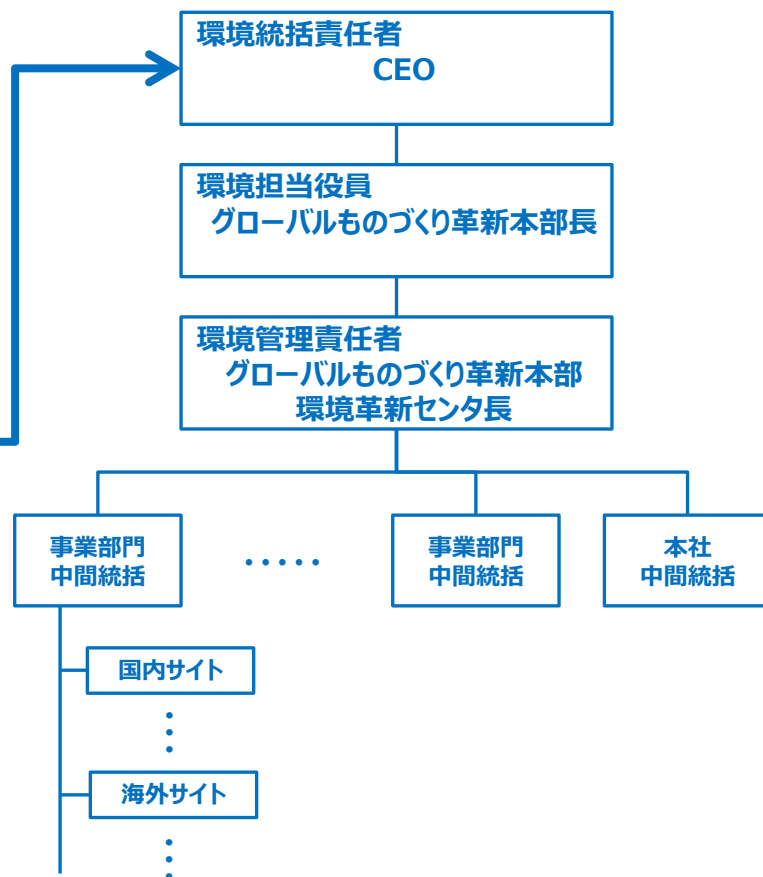 環境統括責任者
CEO
環境担当役員
グローバルものづくり革新本部長
環境管理責任者
グローバルものづくり革新本部
環境革新センタ長
事業部門
中間統括
・・・・・
事業部門
中間統括
本社
中間統括
国内サイト
海外サイト